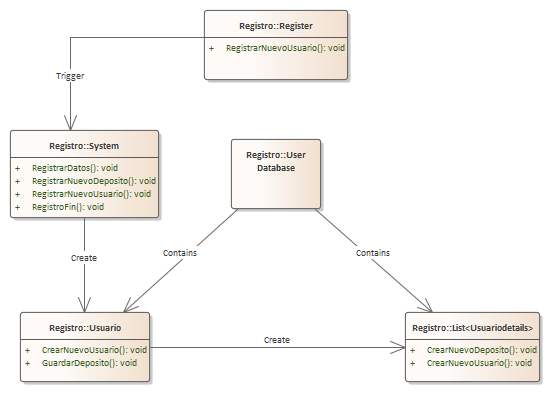 Registro::Register
+ RegistrarNuevoUsuario(): void
Trigger
Registro::System
+ RegistrarDatos(): void
+ RegistrarNuevoDeposito(): void
+ RegistrarNuevoUsuario(): void
+ RegistroFin(): void
Registro::User
Database
Create
Contains
Contains
Registro::Usuario
+ CrearNuevoUsuario(): void
+ GuardarDeposito(): void
Create
Registro::List<Usuariodetails>
+ CrearNuevoDeposito(): void
+ CrearNuevoUsuario(): void